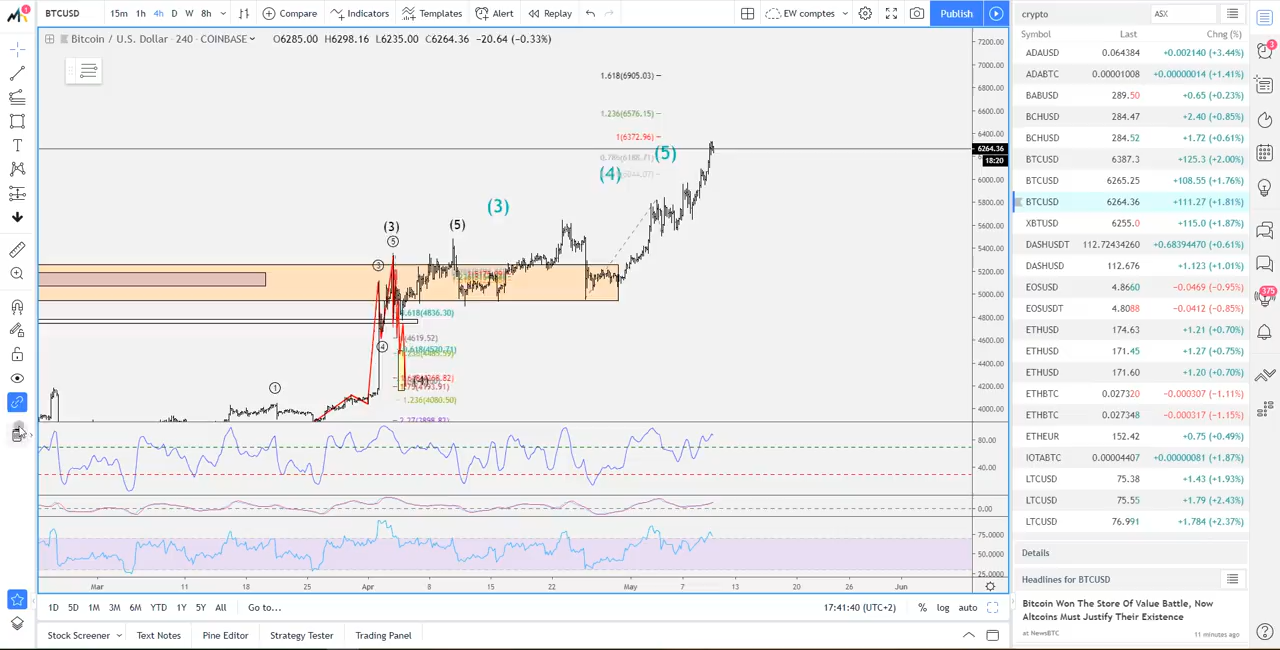 BTCUSD 15m 1h 4h D W 8h Compare Indicators Templates Alert Replay EW comptes Publish
Bitcoin / U.S. Dollar · 240 · COINBASE O6285.00 H6298.16 L6235.00 C6264.36 −20.64 (−0.33%)
1.618(6905.03)
1.236(6576.15)
1(6372.96)
(5)
(4)
(3)
(3)
(5)
5
3
1.618(4836.30)
4
(4619.52)
(4)
1.236(4080.50)
1
7200.00
7000.00
6800.00
6600.00
6400.00
6264.36
18:20
6000.00
5800.00
5600.00
5400.00
5200.00
5000.00
4800.00
4600.00
4400.00
4200.00
4000.00
80.00
40.00
0.00
75.0000
50.0000
25.0000
Mar 11 18 25 Apr 8 15 22 May 7 13 20 26 Jun
1D 5D 1M 3M 6M YTD 1Y 5Y All Go to... 17:41:40 (UTC+2) % log auto
Stock Screener Text Notes Pine Editor Strategy Tester Trading Panel
crypto ASX
Symbol Last Chng (%)
ADAUSD 0.064384 +0.002140 (+3.44%)
ADABTC 0.00001008 +0.00000014 (+1.41%)
BABUSD 289.50 +0.65 (+0.23%)
BCHUSD 284.47 +2.40 (+0.85%)
BCHUSD 284.52 +1.72 (+0.61%)
BTCUSD 6387.3 +125.3 (+2.00%)
BTCUSD 6265.25 +108.55 (+1.76%)
BTCUSD 6264.36 +111.27 (+1.81%)
XBTUSD 6255.0 +115.0 (+1.87%)
DASHUSDT 112.72434260 +0.68394470 (+0.61%)
DASHUSD 112.676 +1.123 (+1.01%)
EOSUSD 4.8660 −0.0469 (−0.95%)
EOSUSDT 4.8088 −0.0412 (−0.85%)
ETHUSD 174.63 +1.21 (+0.70%)
ETHUSD 171.45 +1.27 (+0.75%)
ETHUSD 171.60 +1.20 (+0.70%)
ETHBTC 0.027320 −0.000307 (−1.11%)
ETHBTC 0.027348 −0.000317 (−1.15%)
ETHEUR 152.42 +0.75 (+0.49%)
IOTABTC 0.00004407 +0.00000081 (+1.87%)
LTCUSD 75.38 +1.43 (+1.93%)
LTCUSD 75.55 +1.79 (+2.43%)
LTCUSD 76.991 +1.784 (+2.37%)
Details
Headlines for BTCUSD
Bitcoin Won The Store Of Value Battle, Now
Altcoins Must Justify Their Existence
at NewsBTC 11 minutes ago
3
375